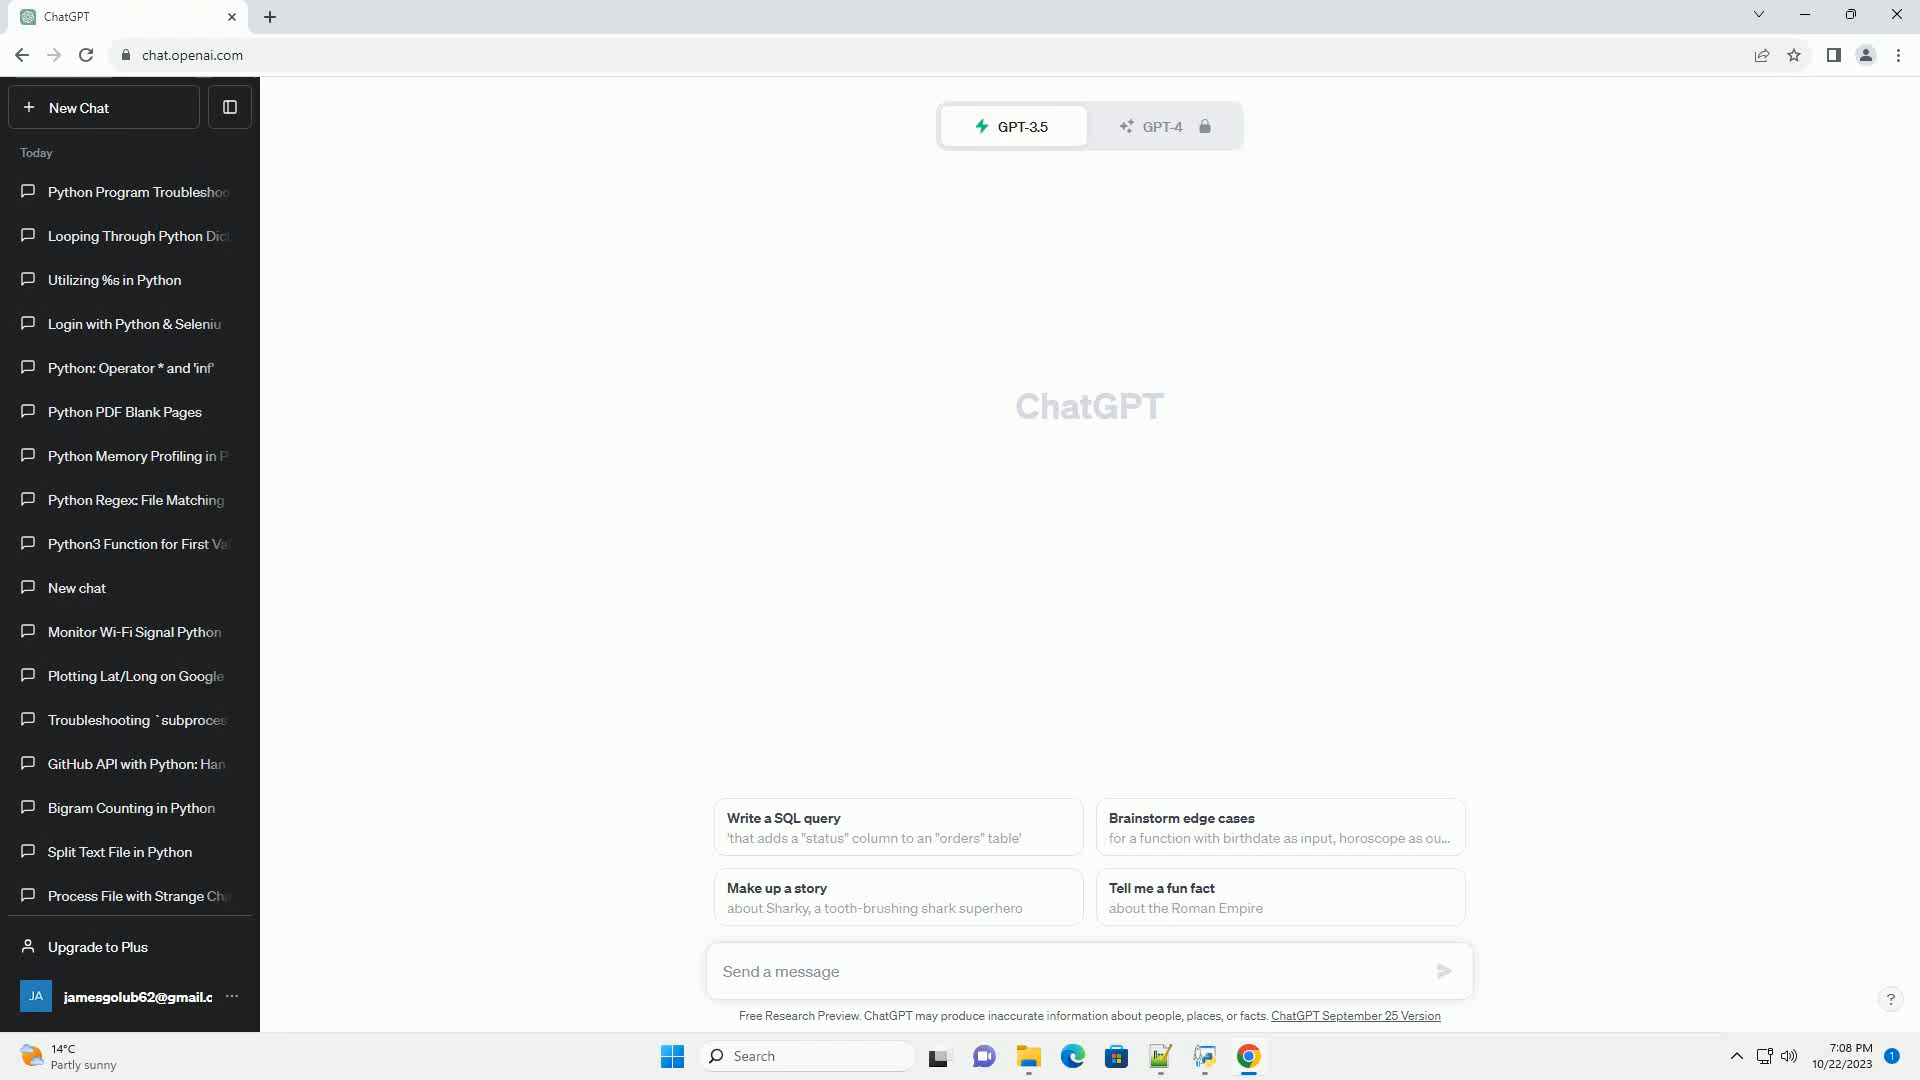 ChatGPT
chat.openai.com
New Chat
GPT-3.5
GPT-4
Today
Python Program Troubleshoo
Looping Through Python Dic
Utilizing %s in Python
Login with Python & Seleniu
Python: Operator * and 'inf'
Python PDF Blank Pages
Python Memory Profiling in P
Python Regex: File Matching
Python3 Function for First Va
New chat
Monitor Wi-Fi Signal Python
Plotting Lat/Long on Google
Troubleshooting `subproces
GitHub API with Python: Han
Bigram Counting in Python
Split Text File in Python
Process File with Strange Cha
Upgrade to Plus
JA jamesgolub62@gmail.c
ChatGPT
Write a SQL query
'that adds a "status" column to an "orders" table'
Brainstorm edge cases
for a function with birthdate as input, horoscope as ou...
Make up a story
about Sharky, a tooth-brushing shark superhero
Tell me a fun fact
about the Roman Empire
Send a message
?
Free Research Preview. ChatGPT may produce inaccurate information about people, places, or facts. ChatGPT September 25 Version
14°C
Partly sunny
Search
7:08 PM
10/22/2023
1